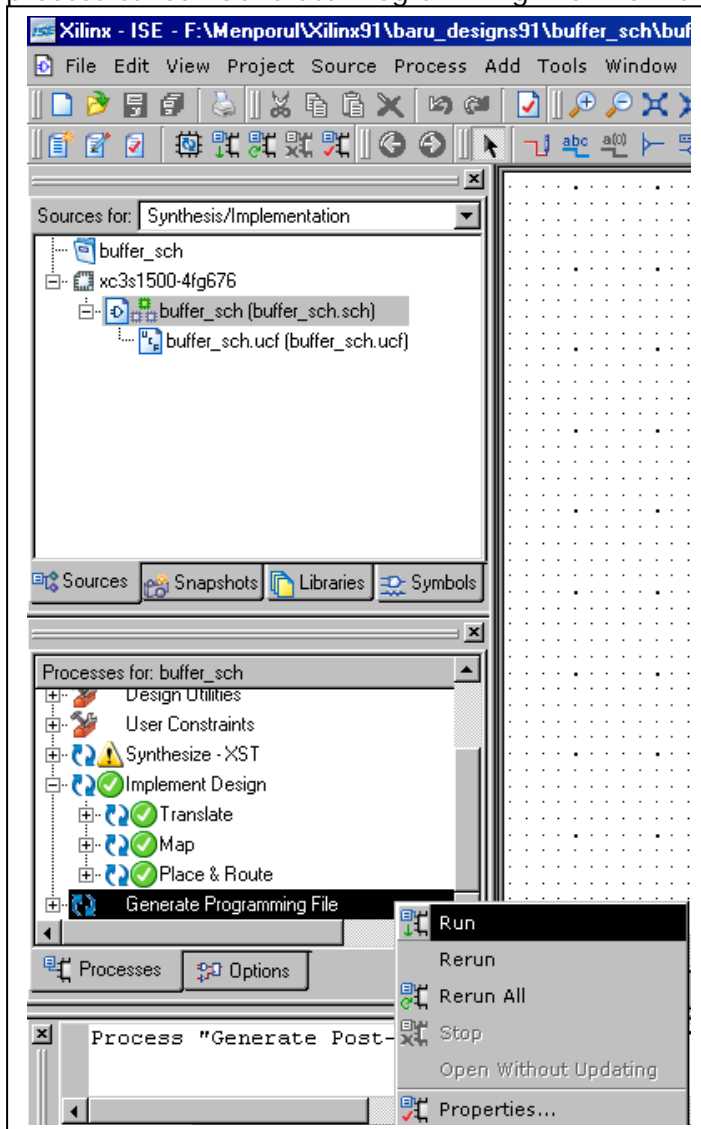 Xilinx - ISE - F:\Menporul\Xilinx91\baru_designs91\buffer_sch\buf
File Edit View Project Source Process Add Tools Window
abc a(0)
Sources for: Synthesis/Implementation
buffer_sch
xc3s1500-4fg676
buffer_sch (buffer_sch.sch)
buffer_sch.ucf (buffer_sch.ucf)
Sources Snapshots Libraries Symbols
Processes for: buffer_sch
Design Utilities
User Constraints
Synthesize - XST
Implement Design
Translate
Map
Place & Route
Generate Programming File
Run
Rerun
Rerun All
Stop
Open Without Updating
Properties...
Processes Options
Process "Generate Post-